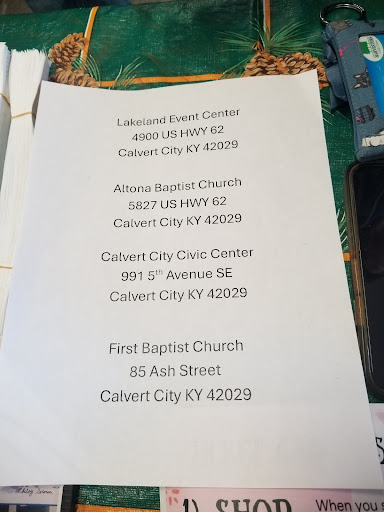 Lakeland Event Center
4900 US HWY 62
Calvert City KY 42029
Altona Baptist Church
5827 US HWY 62
Calvert City KY 42029
Calvert City Civic Center
991 5th Avenue SE
Calvert City KY 42029
First Baptist Church
85 Ash Street
Calvert City KY 42029
1) SHOP
When you